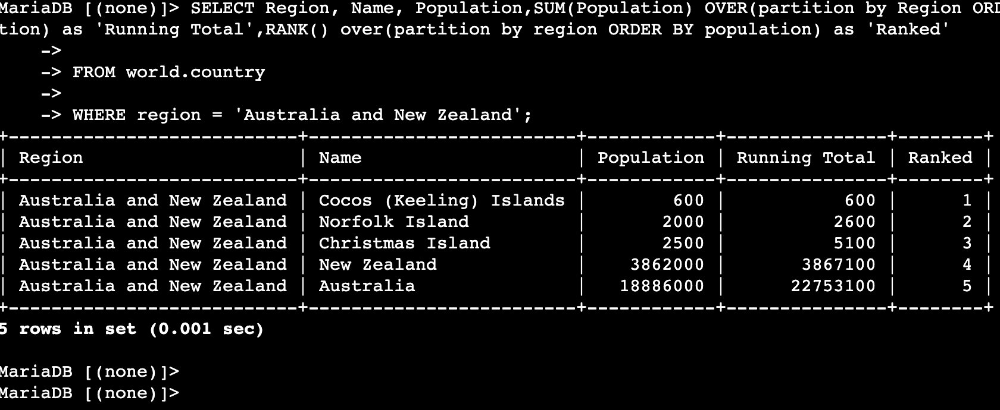 MariaDB [(none)]> SELECT Region, Name, Population,SUM(Population) OVER(partition by Region ORD
tion) as 'Running Total',RANK() over(partition by region ORDER BY population) as 'Ranked'
    ->
    -> FROM world.country
    ->
    -> WHERE region = 'Australia and New Zealand';
+---------------------------+-------------------------+------------+---------------+--------+
| Region                    | Name                    | Population | Running Total | Ranked |
+---------------------------+-------------------------+------------+---------------+--------+
| Australia and New Zealand | Cocos (Keeling) Islands |        600 |           600 |      1 |
| Australia and New Zealand | Norfolk Island          |       2000 |          2600 |      2 |
| Australia and New Zealand | Christmas Island        |       2500 |          5100 |      3 |
| Australia and New Zealand | New Zealand             |    3862000 |       3867100 |      4 |
| Australia and New Zealand | Australia               |   18886000 |      22753100 |      5 |
+---------------------------+-------------------------+------------+---------------+--------+
5 rows in set (0.001 sec)
MariaDB [(none)]>
MariaDB [(none)]>